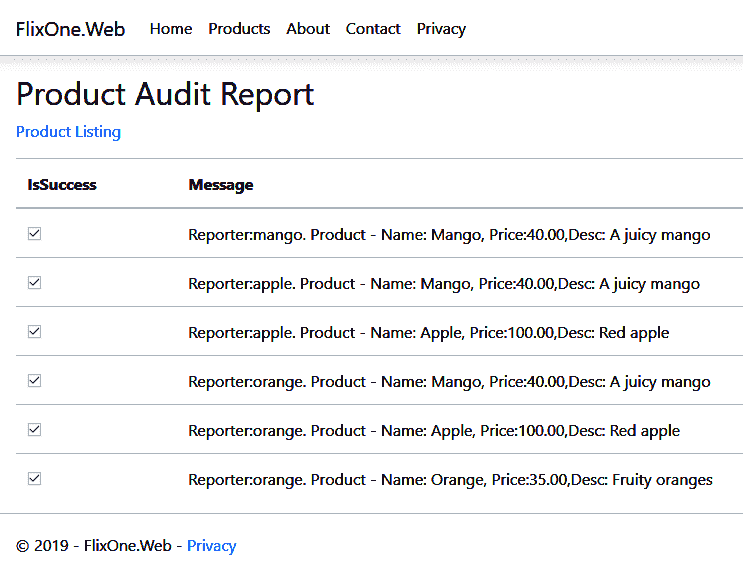 FlixOne.Web Home Products About Contact Privacy
Product Audit Report
Product Listing
IsSuccess Message
Reporter:mango. Product - Name: Mango, Price:40.00,Desc: A juicy mango
Reporter:apple. Product - Name: Mango, Price:40.00,Desc: A juicy mango
Reporter:apple. Product - Name: Apple, Price:100.00,Desc: Red apple
Reporter:orange. Product - Name: Mango, Price:40.00,Desc: A juicy mango
Reporter:orange. Product - Name: Apple, Price:100.00,Desc: Red apple
Reporter:orange. Product - Name: Orange, Price:35.00,Desc: Fruity oranges
© 2019 - FlixOne.Web - Privacy